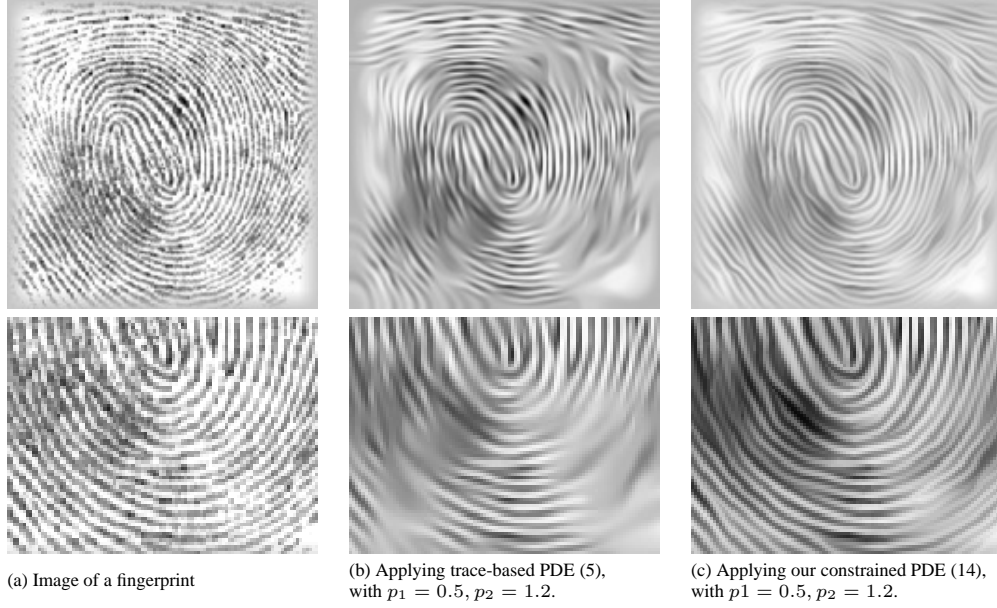 (a) Image of a fingerprint
(b) Applying trace-based PDE (5),
with p₁ = 0.5, p₂ = 1.2.
(c) Applying our constrained PDE (14),
with p1 = 0.5, p₂ = 1.2.